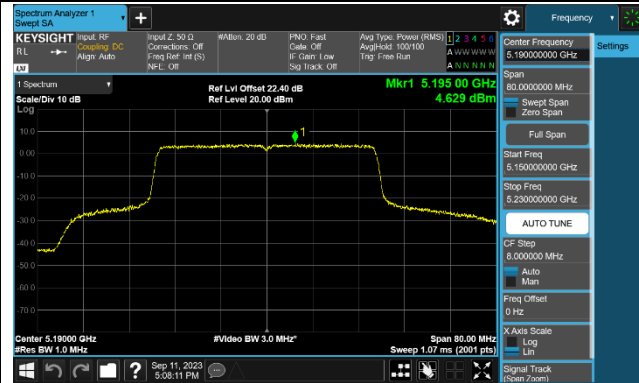 Spectrum Analyzer 1
Swept SA
Frequency
KEYSIGHT
RL
LXI
Input: RF
Coupling: DC
Align: Auto
Input Z: 50 Ω
Corrections: Off
Freq Ref: Int (S)
NFE: Off
#Atten: 20 dB
PNO: Fast
Gate: Off
IF Gain: Low
Sig Track: Off
Avg Type: Power (RMS)
Avg|Hold: 100/100
Trig: Free Run
1 2 3 4 5 6
A W W W W W
A N N N N N
1 Spectrum
Scale/Div 10 dB
Log
Ref Lvl Offset 22.40 dB
Ref Level 20.00 dBm
Mkr1 5.195 00 GHz
4.629 dBm
1
10.0
0.00
-10.0
-20.0
-30.0
-40.0
-50.0
-60.0
-70.0
Center 5.19000 GHz
#Res BW 1.0 MHz
#Video BW 3.0 MHz*
Span 80.00 MHz
Sweep 1.07 ms (2001 pts)
Sep 11, 2023
5:08:11 PM
Center Frequency
5.190000000 GHz
Settings
Span
80.0000000 MHz
Swept Span
Zero Span
Full Span
Start Freq
5.150000000 GHz
Stop Freq
5.230000000 GHz
AUTO TUNE
CF Step
8.000000 MHz
Auto
Man
Freq Offset
0 Hz
X Axis Scale
Log
Lin
Signal Track
(Span Zoom)